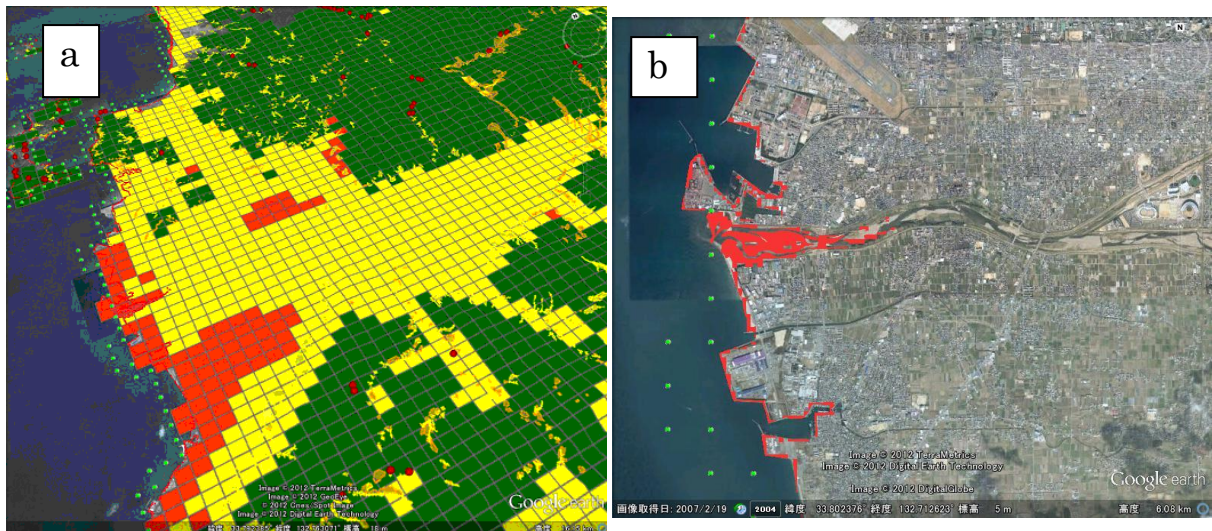 a
Image © 2012 TerraMetrics
Image © 2012 GeoEye
© 2012 Cnes/Spot Image
Image © 2012 Digital Earth Technology
Google earth
b
N
Image © 2012 TerraMetrics
Image © 2012 Digital Earth Technology
Image © 2012 DigitalGlobe
Google earth
画像取得日: 2007/2/19 2004 緯度 33.802376° 経度 132.712623° 標高 5 m 高度 6.08 km